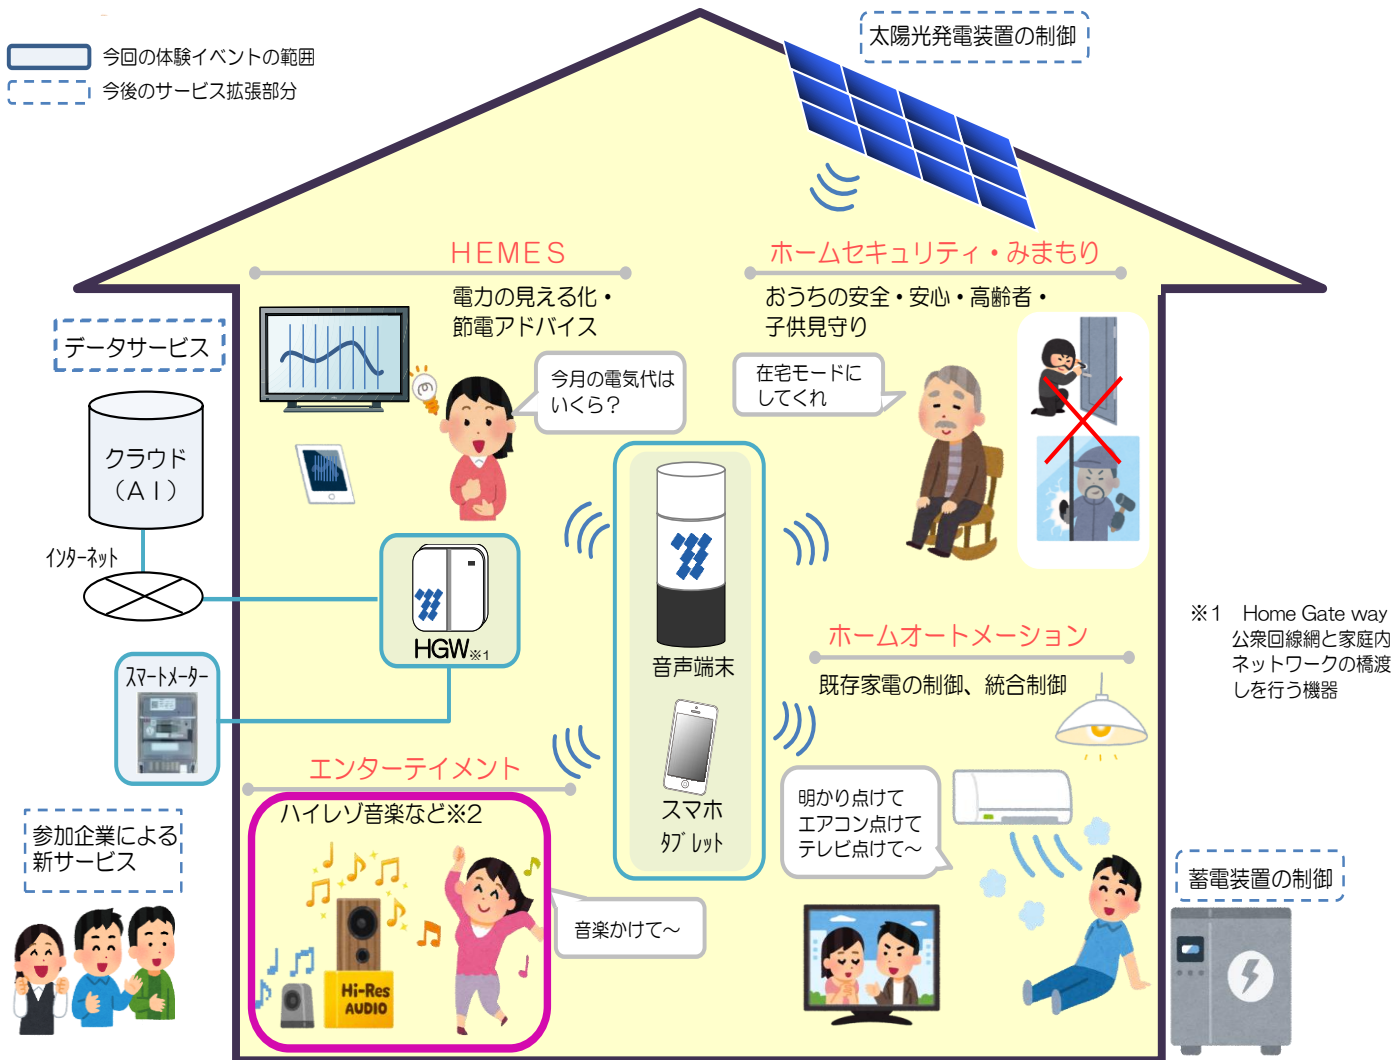 今回の体験イベントの範囲
今後のサービス拡張部分
太陽光発電装置の制御
HEMES
電力の見える化・
節電アドバイス
今月の電気代は
いくら？
ホームセキュリティ・みまもり
おうちの安全・安心・高齢者・
子供見守り
在宅モードに
してくれ
データサービス
クラウド
（AI）
インターネット
HGW※1
スマートメーター
音声端末
スマホ
タブレット
ホームオートメーション
既存家電の制御、統合制御
明かり点けて
エアコン点けて
テレビ点けて～
※1　Home Gate way
公衆回線網と家庭内
ネットワークの橋渡
しを行う機器
エンターテイメント
ハイレゾ音楽など※2
音楽かけて～
Hi-Res
AUDIO
参加企業による
新サービス
蓄電装置の制御